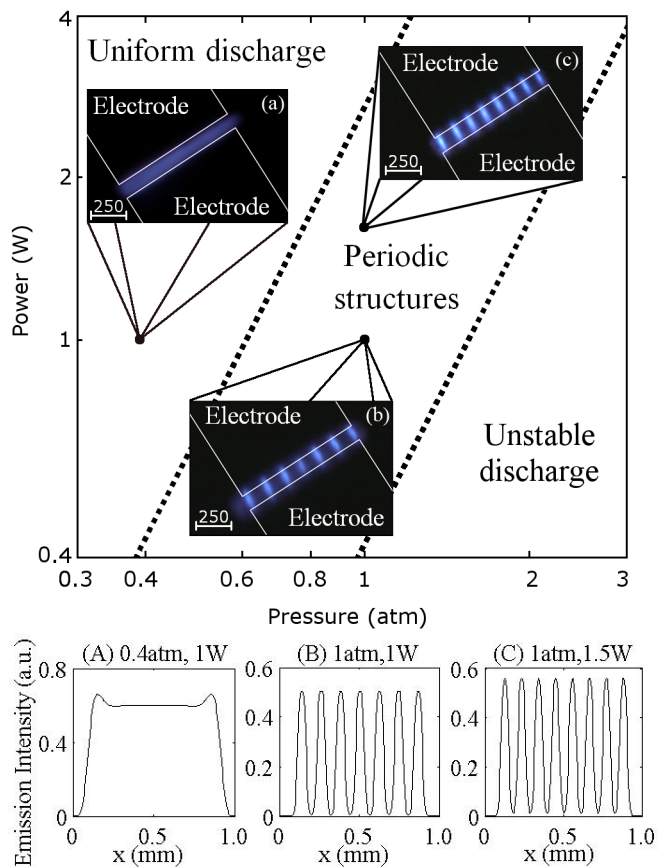 4
Uniform discharge
(a)
Electrode
Electrode
250
(c)
Electrode
Electrode
250
2
Power (W)
Periodic
structures
1
(b)
Electrode
Electrode
250
Unstable
discharge
0.4
0.3
0.4
0.6
0.8
1
2
3
Pressure (atm)
(A) 0.4atm, 1W
(B) 1atm,1W
(C) 1atm,1.5W
Emission Intensity (a.u.)
0.8
0.4
0
0
0.5
1.0
x (mm)
0.6
0.4
0.2
0
0
0.5
1.0
x (mm)
0.6
0.4
0.2
0
0
0.5
1.0
x (mm)